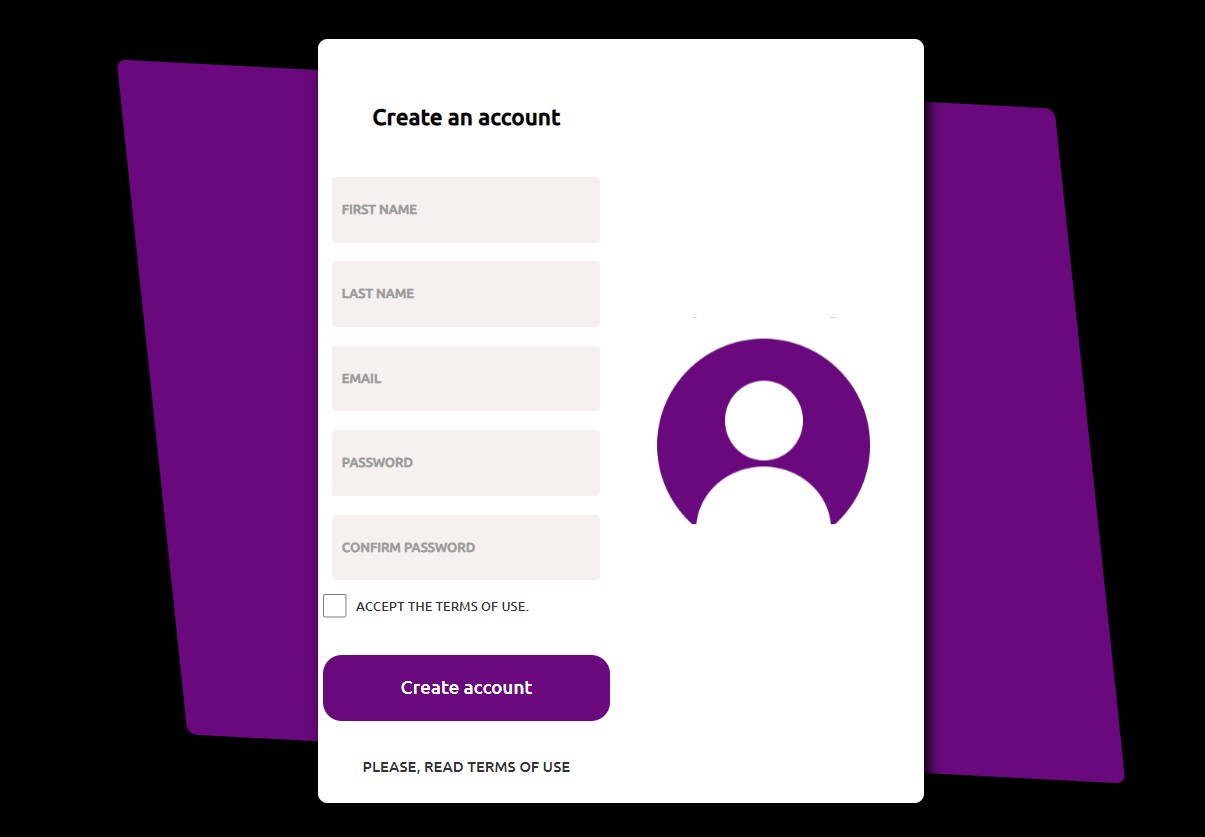 Create an account
FIRST NAME
LAST NAME
EMAIL
PASSWORD
CONFIRM PASSWORD
ACCEPT THE TERMS OF USE.
Create account
PLEASE, READ TERMS OF USE